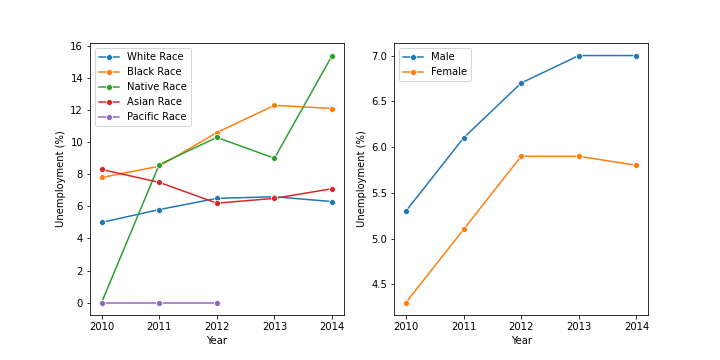 16
14
12
10
8
6
4
2
0
Unemployment (%)
White Race
Black Race
Native Race
Asian Race
Pacific Race
2010 2011 2012 2013 2014
Year
7.0
6.5
6.0
5.5
5.0
4.5
Unemployment (%)
Male
Female
2010 2011 2012 2013 2014
Year